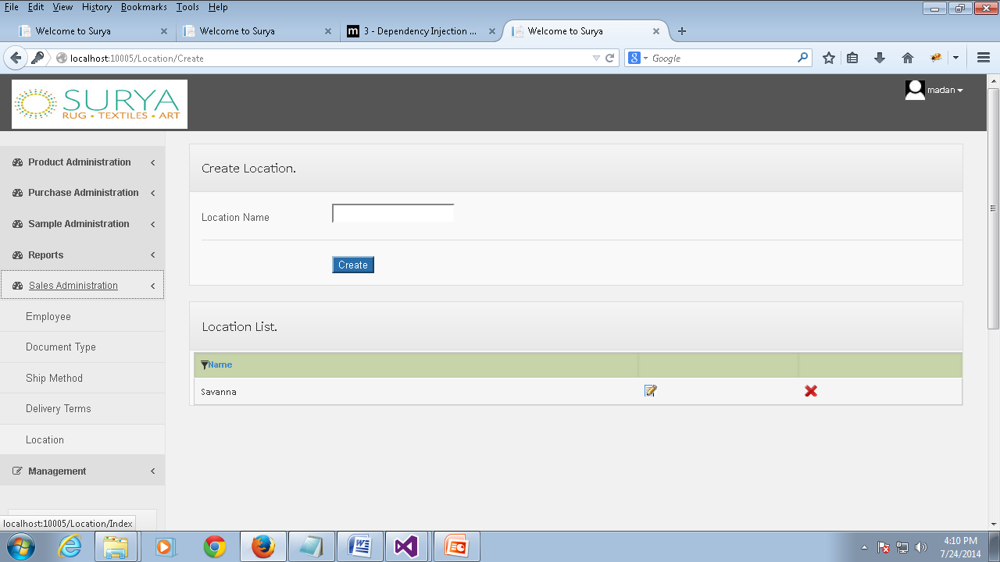 File Edit View History Bookmarks Tools Help
Welcome to Surya
Welcome to Surya
m 3 - Dependency Injection ...
Welcome to Surya
localhost:10005/Location/Create
8 Google
SURYA
RUG • TEXTILES • ART
madan
Product Administration
Purchase Administration
Sample Administration
Reports
Sales Administration
Employee
Document Type
Ship Method
Delivery Terms
Location
Management
Create Location.
Location Name
Create
Location List.
Name
Savanna
localhost:10005/Location/Index
4:10 PM
7/24/2014